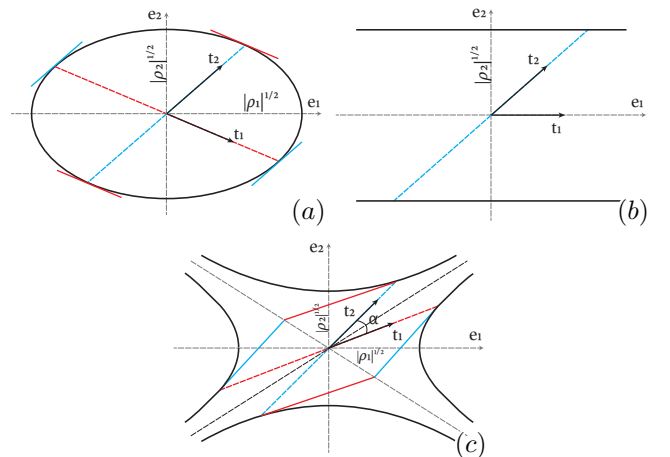 e₂
|ρ₂|^1/2
t₂
|ρ₁|^1/2
e₁
t₁
(a)
e₂
|ρ₂|^1/2
t₂
e₁
t₁
(b)
e₂
|ρ₂|^1/2
t₂
α
t₁
e₁
|ρ₁|^1/2
(c)